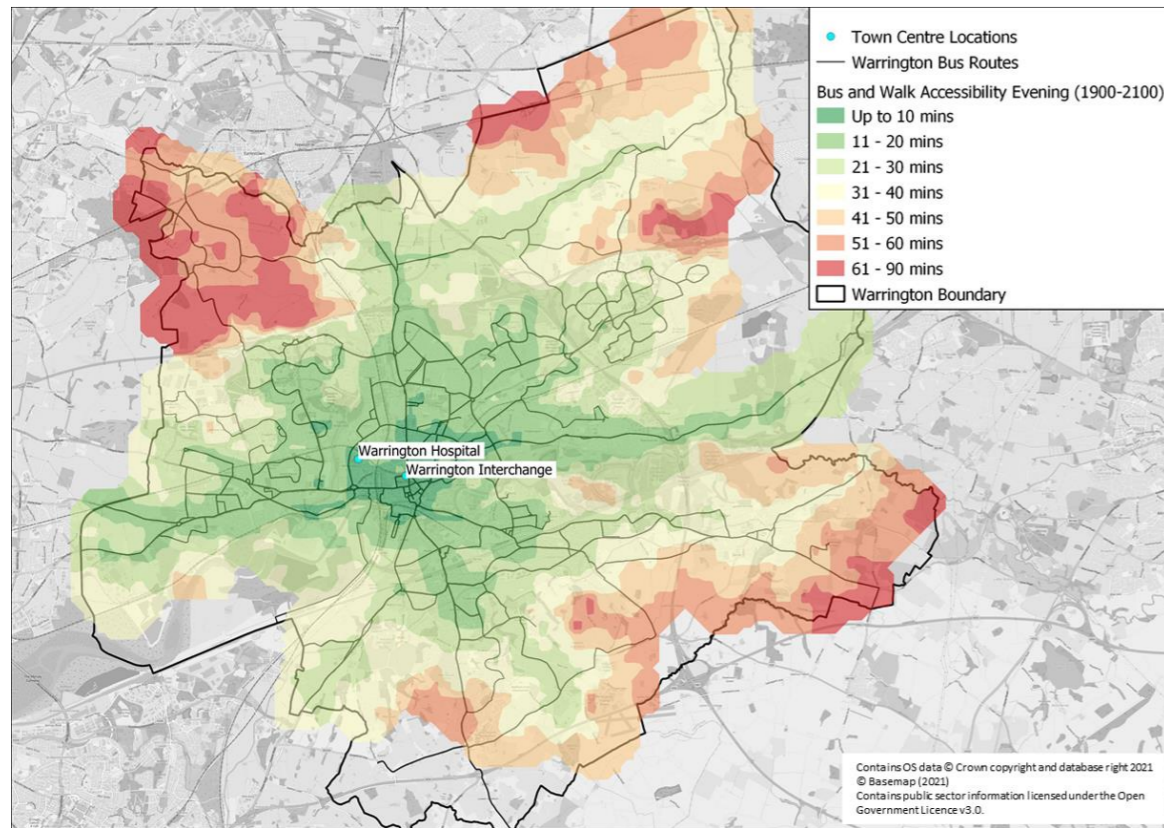 Town Centre Locations
Warrington Bus Routes
Bus and Walk Accessibility Evening (1900-2100)
Up to 10 mins
11 - 20 mins
21 - 30 mins
31 - 40 mins
41 - 50 mins
51 - 60 mins
61 - 90 mins
Warrington Boundary
Warrington Hospital
Warrington Interchange
Contains OS data © Crown copyright and database right 2021
© Basemap (2021)
Contains public sector information licensed under the Open
Government Licence v3.0.